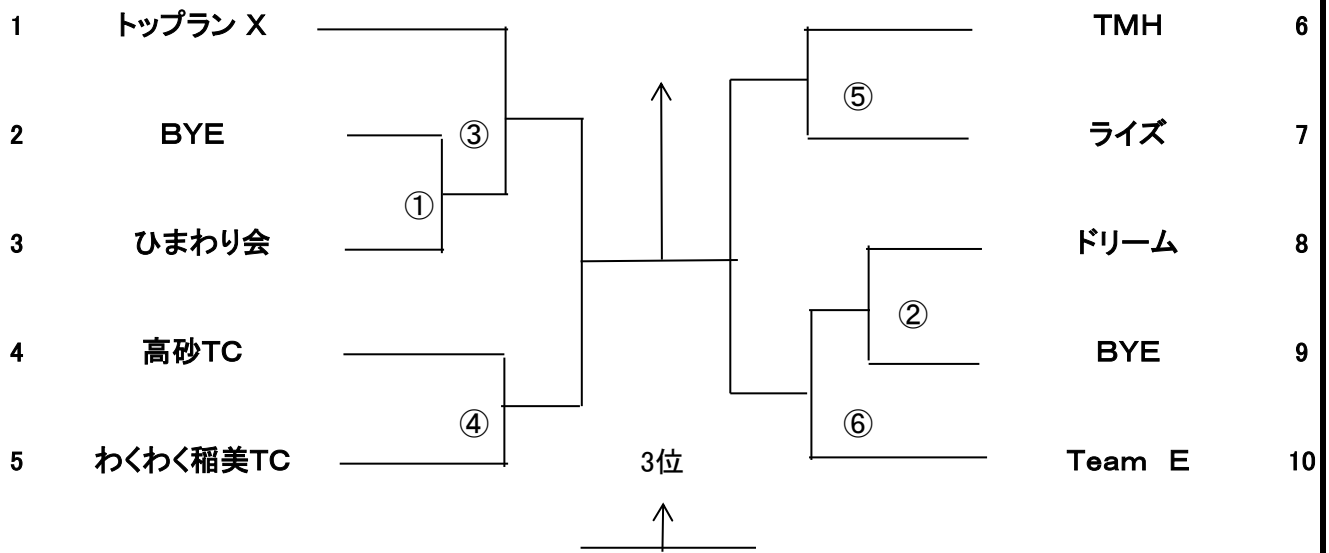 1 トップラン X
TMH 6
⑤
2 BYE
③
ライズ 7
①
3 ひまわり会
ドリーム 8
②
4 高砂TC
BYE 9
④
⑥
5 わくわく稲美TC
3位
Team E 10